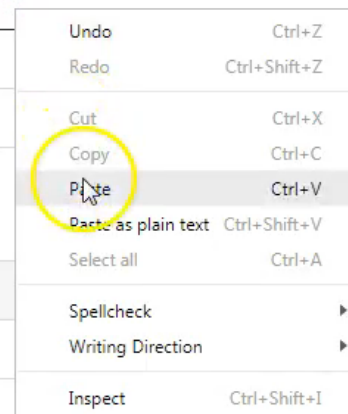 Undo Ctrl+Z
Redo Ctrl+Shift+Z
Cut Ctrl+X
Copy Ctrl+C
Paste Ctrl+V
Paste as plain text Ctrl+Shift+V
Select all Ctrl+A
Spellcheck
Writing Direction
Inspect Ctrl+Shift+I